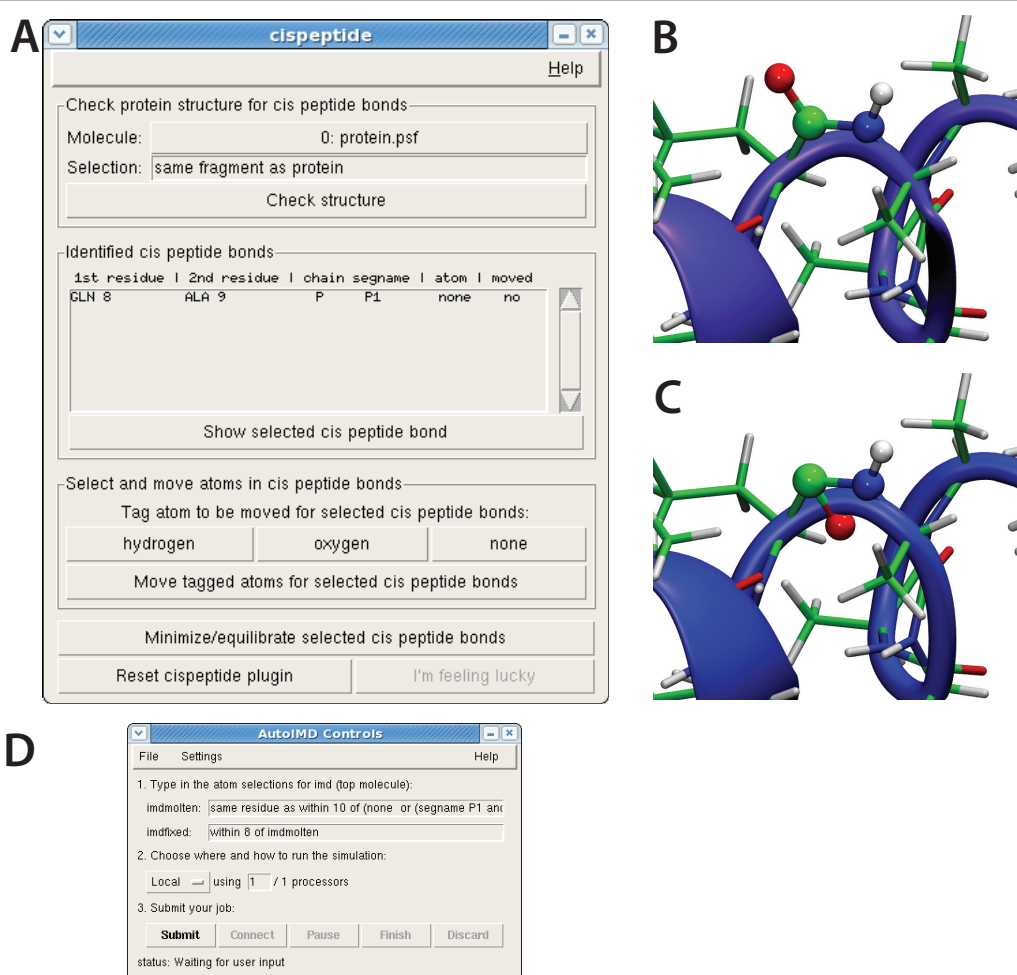 A
cispeptide
Help
Check protein structure for cis peptide bonds
Molecule: 0: protein.psf
Selection: same fragment as protein
Check structure
Identified cis peptide bonds
1st residue | 2nd residue | chain segname | atom | moved
GLN 8 ALA 9 P P1 none no
Show selected cis peptide bond
Select and move atoms in cis peptide bonds
Tag atom to be moved for selected cis peptide bonds:
hydrogen oxygen none
Move tagged atoms for selected cis peptide bonds
Minimize/equilibrate selected cis peptide bonds
Reset cispeptide plugin I'm feeling lucky
B
C
D
AutoIMD Controls
File Settings Help
1. Type in the atom selections for imd (top molecule):
imdmolten: same residue as within 10 of (none or (segname P1 and
imdfixed: within 8 of imdmolten
2. Choose where and how to run the simulation:
Local using 1 / 1 processors
3. Submit your job:
Submit Connect Pause Finish Discard
status: Waiting for user input